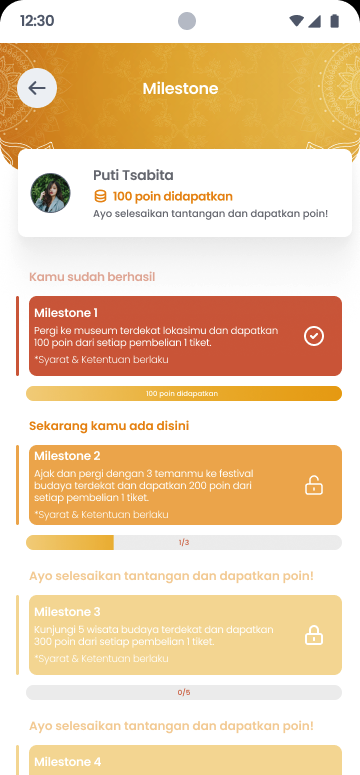 12:30
Milestone
Puti Tsabita
100 poin didapatkan
Ayo selesaikan tantangan dan dapatkan poin!
Kamu sudah berhasil
Milestone 1
Pergi ke museum terdekat lokasimu dan dapatkan
100 poin dari setiap pembelian 1 tiket.
*Syarat & Ketentuan berlaku
100 poin didapatkan
Sekarang kamu ada disini
Milestone 2
Ajak dan pergi dengan 3 temanmu ke festival
budaya terdekat dan dapatkan 200 poin dari
setiap pembelian 1 tiket.
*Syarat & Ketentuan berlaku
1/3
Ayo selesaikan tantangan dan dapatkan poin!
Milestone 3
Kunjungi 5 wisata budaya terdekat dan dapatkan
300 poin dari setiap pembelian 1 tiket.
*Syarat & Ketentuan berlaku
0/5
Ayo selesaikan tantangan dan dapatkan poin!
Milestone 4